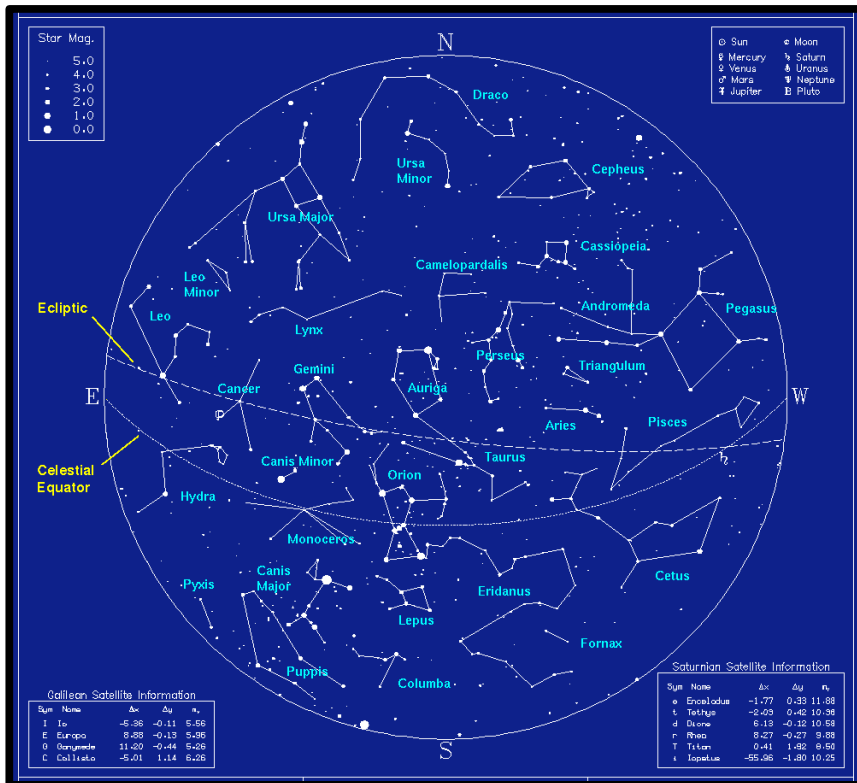 Star Mag.
5.0
4.0
3.0
2.0
1.0
0.0
N
☉ Sun
☾ Moon
☿ Mercury
♄ Saturn
♀ Venus
♅ Uranus
♂ Mars
♆ Neptune
♃ Jupiter
P Pluto
Draco
Ursa
Minor
Cepheus
Ursa Major
Cassiopeia
Camelopardalis
Leo
Minor
Ecliptic
Leo
Lynx
Andromeda
Pegasus
Perseus
Triangulum
Gemini
Auriga
Cancer
E
W
Aries
Pisces
Celestial
Equator
Canis Minor
Taurus
♄
Hydra
Orion
Monoceros
Canis
Major
Pyxis
Eridanus
Cetus
Lepus
Fornax
Puppis
Columba
S
Galilean Satellite Information
Sym Name Δx Δy m᷊
I Io -5.36 -0.11 5.56
E Europa 8.88 -0.13 5.95
G Ganymede 11.20 -0.44 5.26
C Callisto -5.01 1.14 6.26
Saturnian Satellite Information
Sym Name Δx Δy m᷊
e Enceladus -1.77 0.33 11.88
t Tethys -2.09 0.42 10.38
d Dione 6.13 -0.12 10.58
r Rhea 8.27 -0.27 9.88
T Titan 0.41 1.92 8.50
i Iapetus -55.96 -1.80 10.25